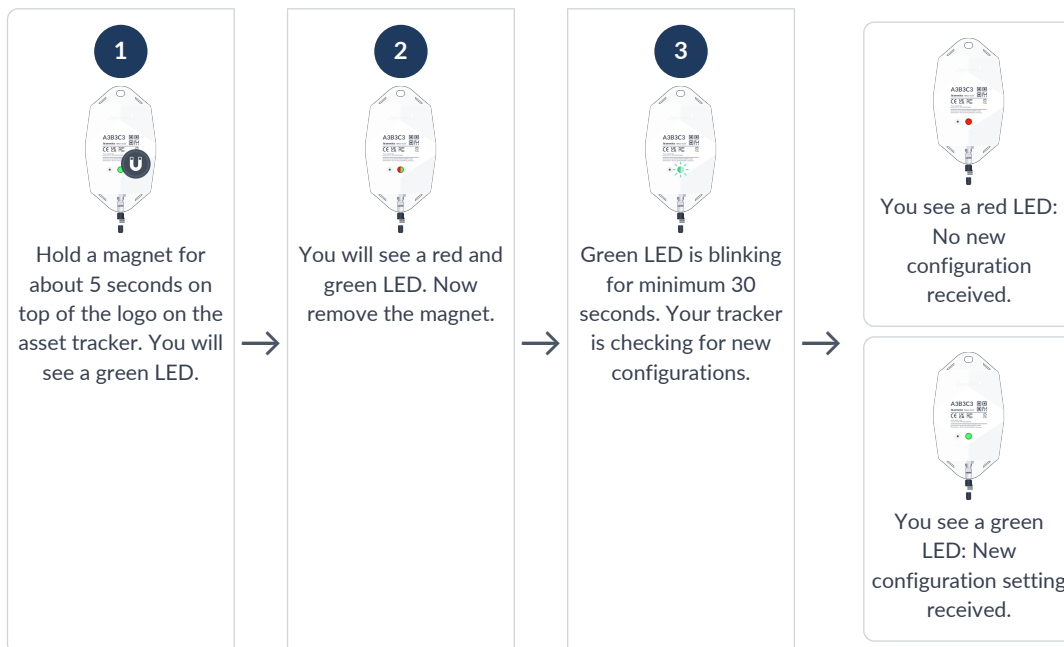 1
A3B3C3
Hold a magnet for
about 5 seconds on
top of the logo on the
asset tracker. You will
see a green LED.
2
A3B3C3
You will see a red and
green LED. Now
remove the magnet.
3
A3B3C3
Green LED is blinking
for minimum 30
seconds. Your tracker
is checking for new
configurations.
A3B3C3
You see a red LED:
No new
configuration
received.
A3B3C3
You see a green
LED: New
configuration setting
received.